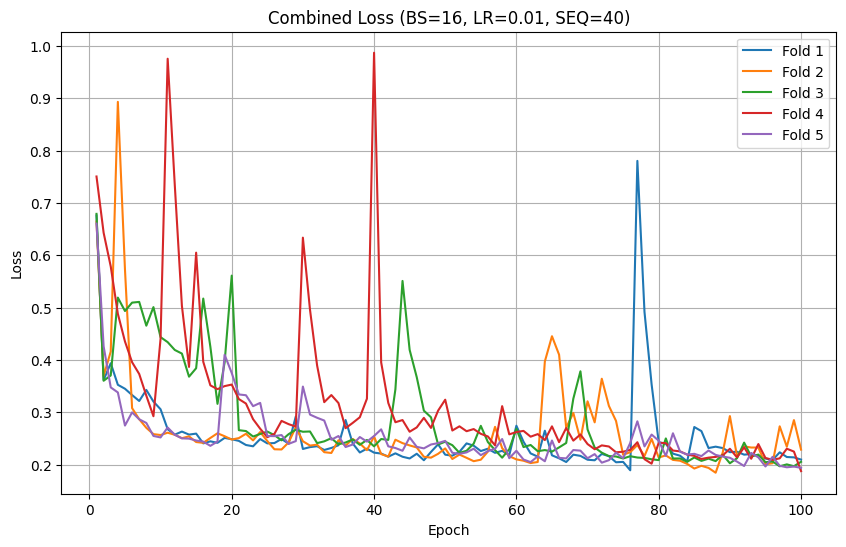 Combined Loss (BS=16, LR=0.01, SEQ=40)
1.0
0.9
0.8
0.7
0.6
0.5
0.4
0.3
0.2
Loss
Fold 1
Fold 2
Fold 3
Fold 4
Fold 5
0 20 40 60 80 100
Epoch